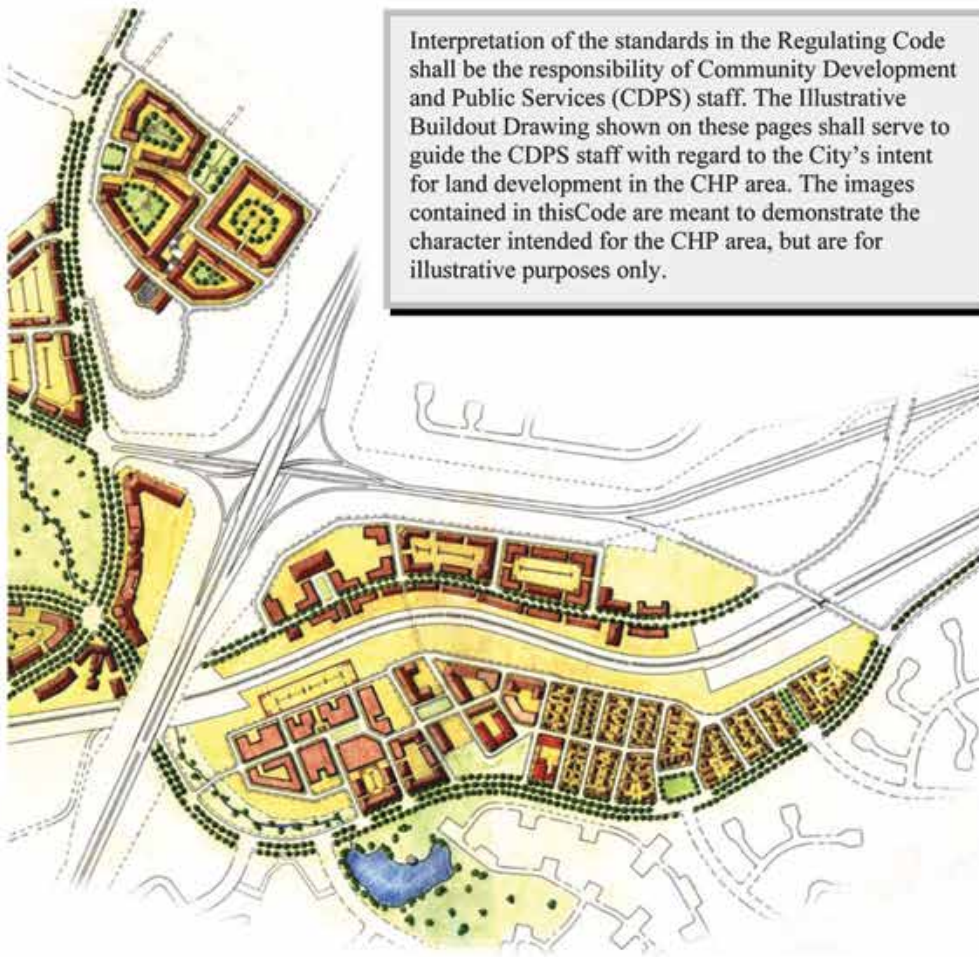 Interpretation of the standards in the Regulating Code
shall be the responsibility of Community Development
and Public Services (CDPS) staff. The Illustrative
Buildout Drawing shown on these pages shall serve to
guide the CDPS staff with regard to the City's intent
for land development in the CHP area. The images
contained in thisCode are meant to demonstrate the
character intended for the CHP area, but are for
illustrative purposes only.